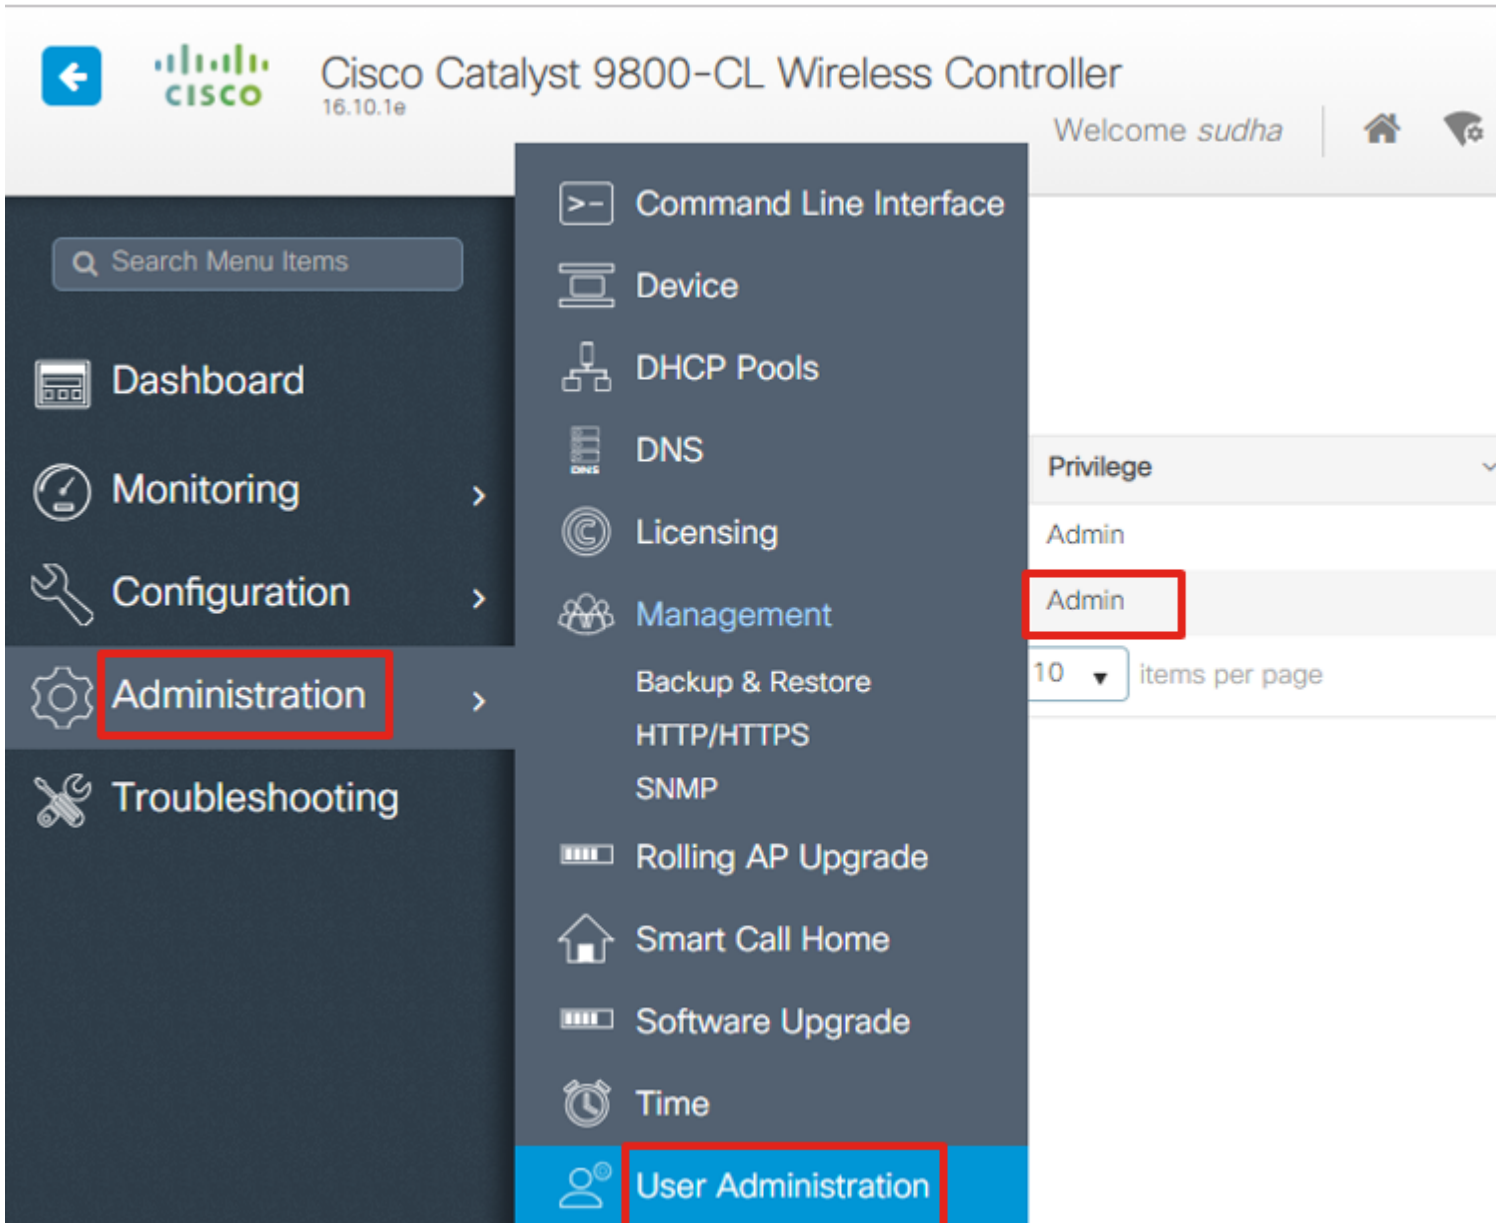 CISCO
Cisco Catalyst 9800-CL Wireless Controller
16.10.1e
Welcome sudha
Search Menu Items
Dashboard
Monitoring
Configuration
Administration
Troubleshooting
>-
Command Line Interface
Device
DHCP Pools
DNS
DNS
C
Licensing
Management
Backup & Restore
HTTP/HTTPS
SNMP
Rolling AP Upgrade
Smart Call Home
Software Upgrade
Time
User Administration
Privilege
Admin
Admin
10 items per page